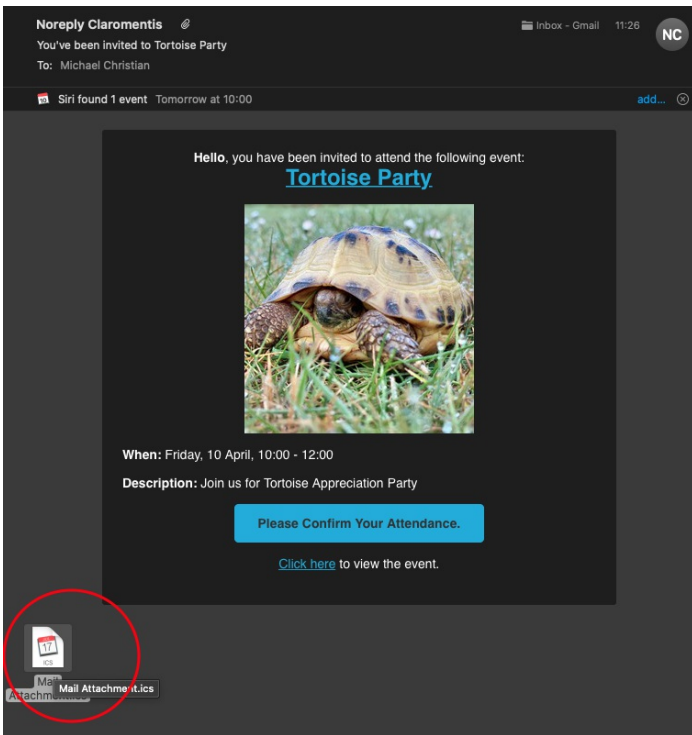 Noreply Claromentis
Inbox - Gmail 11:26
NC
You've been invited to Tortoise Party
To: Michael Christian
Siri found 1 event Tomorrow at 10:00 add...
Hello, you have been invited to attend the following event:
Tortoise Party
When: Friday, 10 April, 10:00 - 12:00
Description: Join us for Tortoise Appreciation Party
Please Confirm Your Attendance.
Click here to view the event.
17
ICS
Mail
Mail Attachment.ics